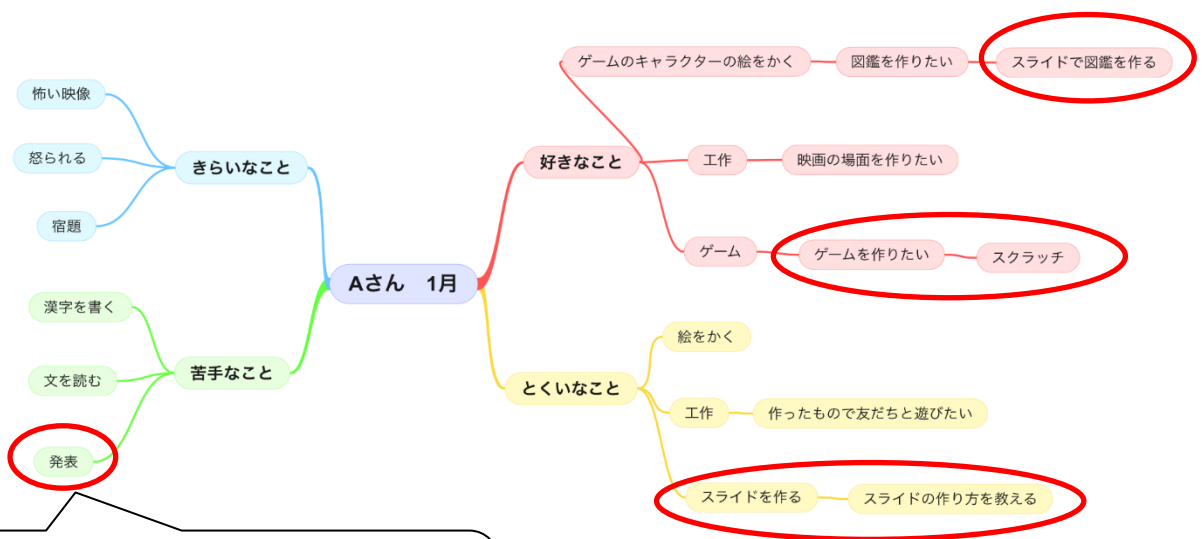 Aさん　1月
きらいなこと
怖い映像
怒られる
宿題
苦手なこと
漢字を書く
文を読む
発表
好きなこと
ゲームのキャラクターの絵をかく
図鑑を作りたい
スライドで図鑑を作る
工作
映画の場面を作りたい
ゲーム
ゲームを作りたい
スクラッチ
とくいなこと
絵をかく
工作
作ったもので友だちと遊びたい
スライドを作る
スライドの作り方を教える